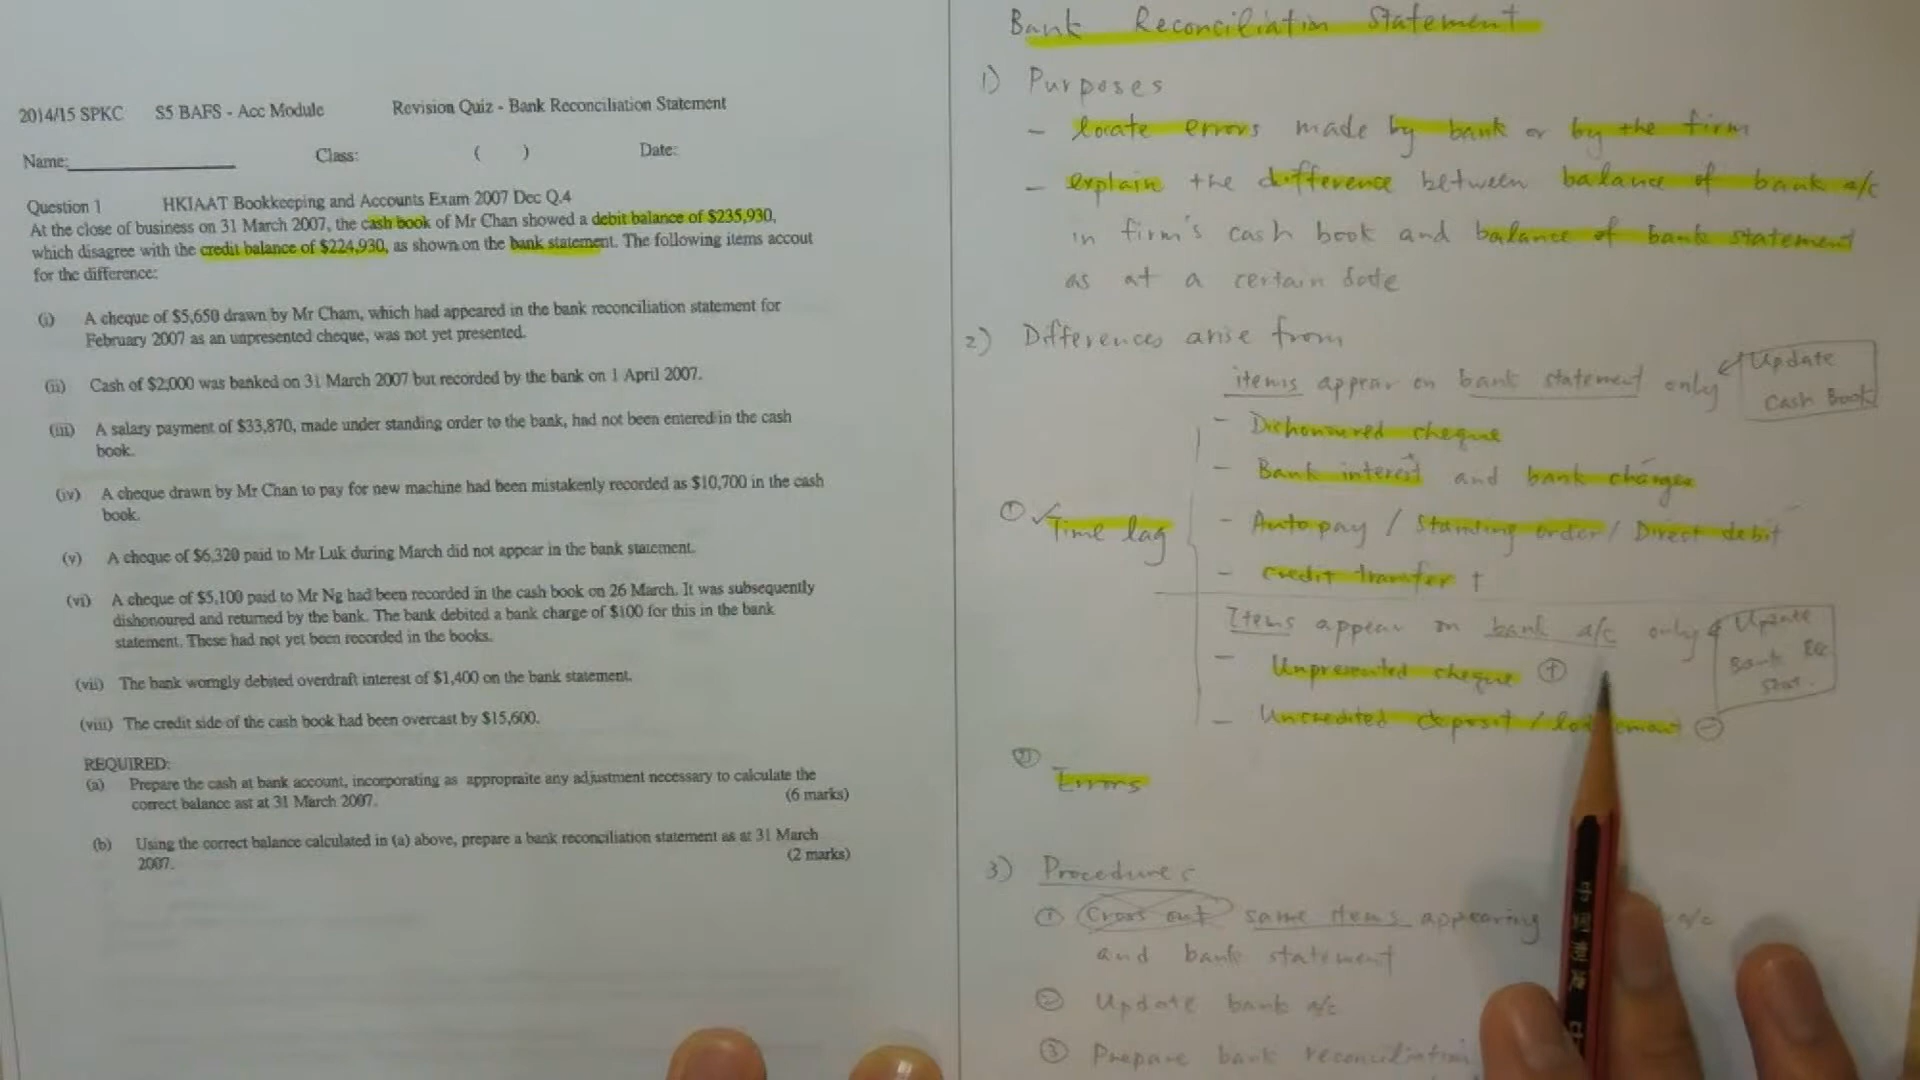 2014/15 SPKC S5 BAFS - Acc Module Revision Quiz - Bank Reconciliation Statement
Name: Class: ( ) Date:
Question 1 HKIAAT Bookkeeping and Accounts Exam 2007 Dec Q.4
At the close of business on 31 March 2007, the cash book of Mr Chan showed a debit balance of $235,930,
which disagree with the credit balance of $224,930, as shown on the bank statement. The following items accout
for the difference:
(i) A cheque of $5,650 drawn by Mr Cham, which had appeared in the bank reconciliation statement for
February 2007 as an unpresented cheque, was not yet presented.
(ii) Cash of $2,000 was banked on 31 March 2007 but recorded by the bank on 1 April 2007.
(iii) A salary payment of $33,870, made under standing order to the bank, had not been entered in the cash
book.
(iv) A cheque drawn by Mr Chan to pay for new machine had been mistakenly recorded as $10,700 in the cash
book.
(v) A cheque of $6,320 paid to Mr Luk during March did not appear in the bank statement.
(vi) A cheque of $5,100 paid to Mr Ng had been recorded in the cash book on 26 March. It was subsequently
dishonoured and returned by the bank. The bank debited a bank charge of $100 for this in the bank
statement. These had not yet been recorded in the books.
(vii) The bank worngly debited overdraft interest of $1,400 on the bank statement.
(viii) The credit side of the cash book had been overcast by $15,600.
REQUIRED:
(a) Prepare the cash at bank account, incorporating as appropraite any adjustment necessary to calculate the
correct balance ast at 31 March 2007. (6 marks)
(b) Using the correct balance calculated in (a) above, prepare a bank reconciliation statement as at 31 March
2007. (2 marks)
Bank Reconciliation Statement
1) Purposes
- locate errors made by bank or by the firm
- explain the difference between balance of bank a/c
in firm's cash book and balance of bank statement
as at a certain date
2) Differences arise from
items appear on bank statement only
Update
Cash Book
- Dishonoured cheque
- Bank interest and bank charges
① ✓ Time lag
- Autopay / Standing order / Direct debit
- credit transfer
Items appear on bank a/c only
Update
Bank Rec
Stat.
- Unpresented cheque ⊕
- Uncredited deposit / ⊖
② Errors
3) Procedures
① Cross out same items appearing a/c
and bank statement
② Update bank a/c
③ Prepare bank reconciliation